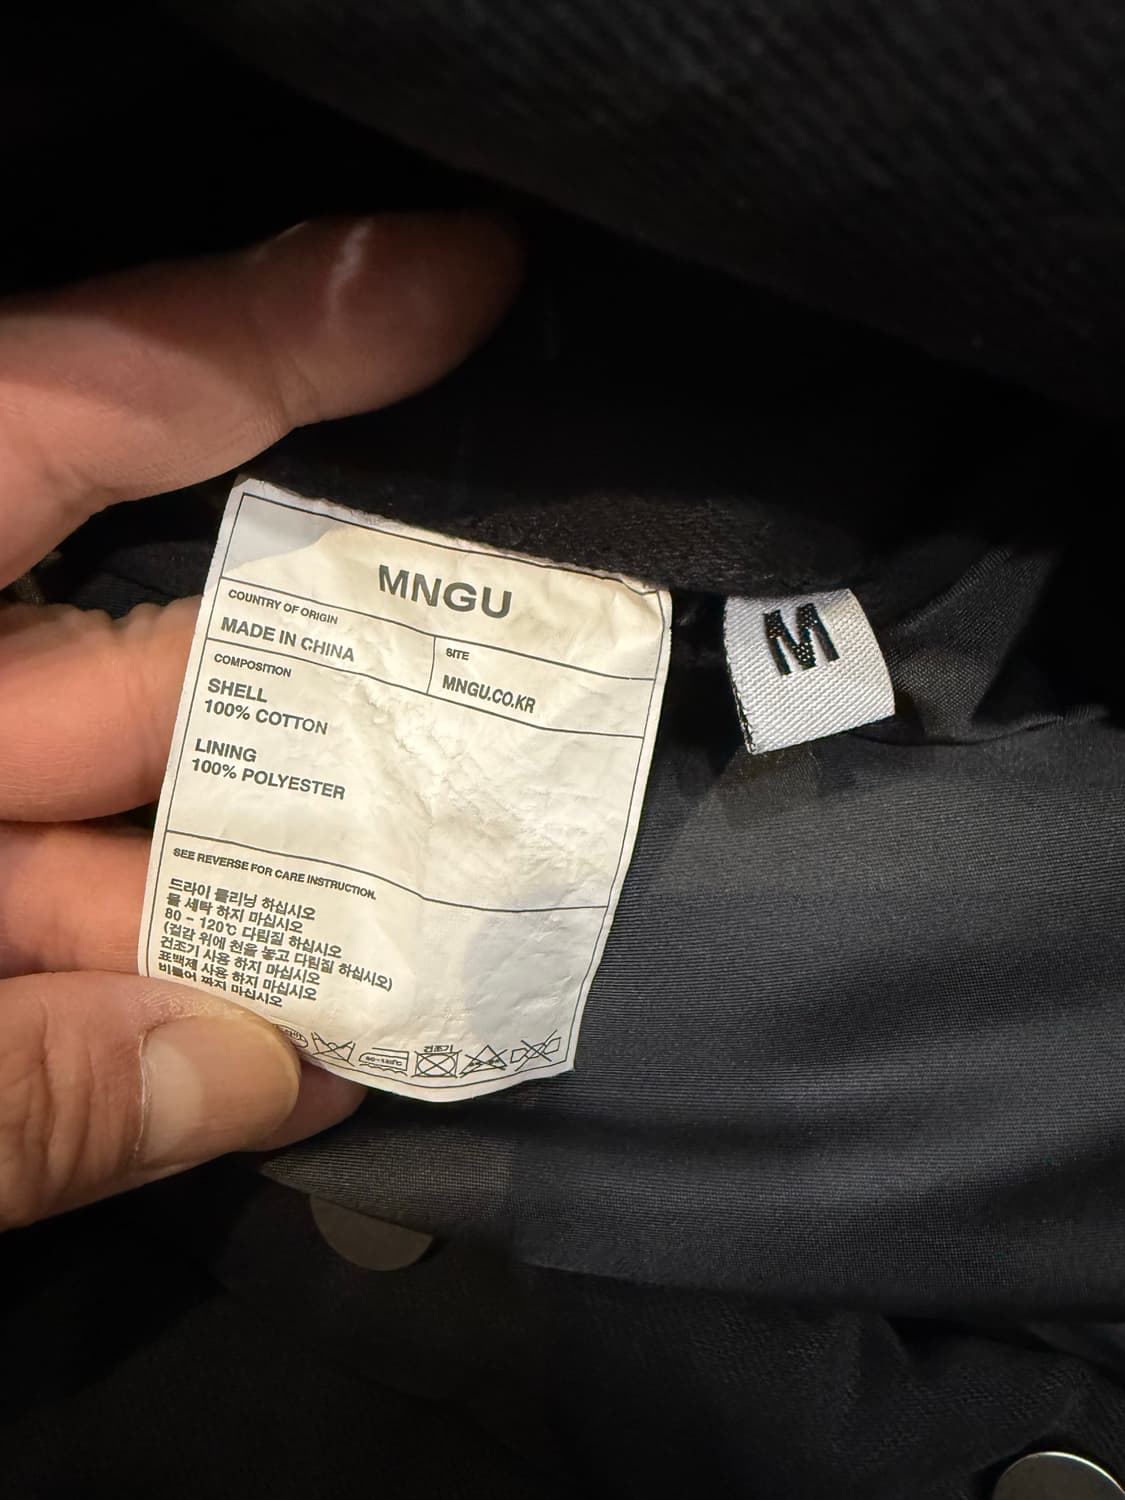 MNGU
COUNTRY OF ORIGIN
MADE IN CHINA
SITE
MNGU.CO.KR
COMPOSITION
SHELL
100% COTTON
LINING
100% POLYESTER
SEE REVERSE FOR CARE INSTRUCTION.
드라이 클리닝 하십시오
물 세탁 하지 마십시오
80 - 120℃ 다림질 하십시오
(겉감 위에 천을 놓고 다림질 하십시오)
건조기 사용 하지 마십시오
표백제 사용 하지 마십시오
비틀어 짜지 마십시오
80~120℃
건조기
M